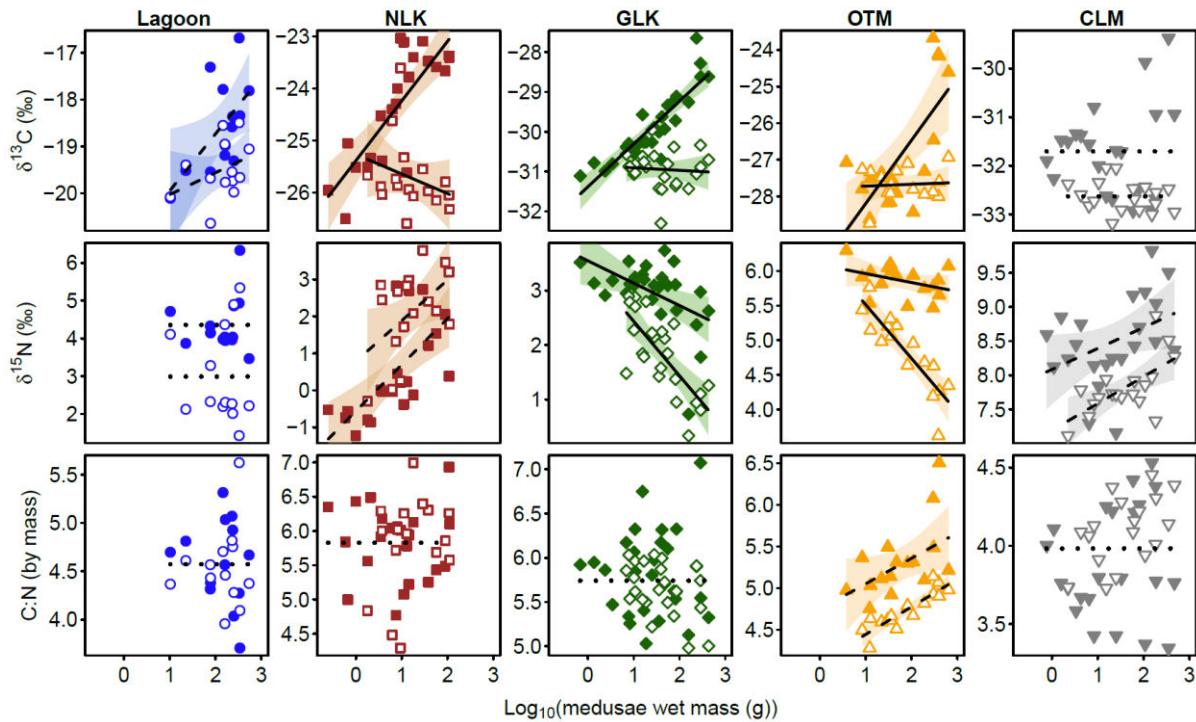 Lagoon NLK GLK OTM CLM
δ13C (‰)
−17 −18 −19 −20
−23 −24 −25 −26
−28 −29 −30 −31 −32
−24 −25 −26 −27 −28
−30 −31 −32 −33
δ15N (‰)
6 5 4 3 2
3 2 1 0 −1
4 3 2 1
6.0 5.5 5.0 4.5 4.0
9.5 9.0 8.5 8.0 7.5
C:N (by mass)
5.5 5.0 4.5 4.0
7.0 6.5 6.0 5.5 5.0 4.5
7.0 6.5 6.0 5.5 5.0
6.5 6.0 5.5 5.0 4.5
4.5 4.0 3.5
0 1 2 3 0 1 2 3 0 1 2 3 0 1 2 3 0 1 2 3
Log10(medusae wet mass (g))